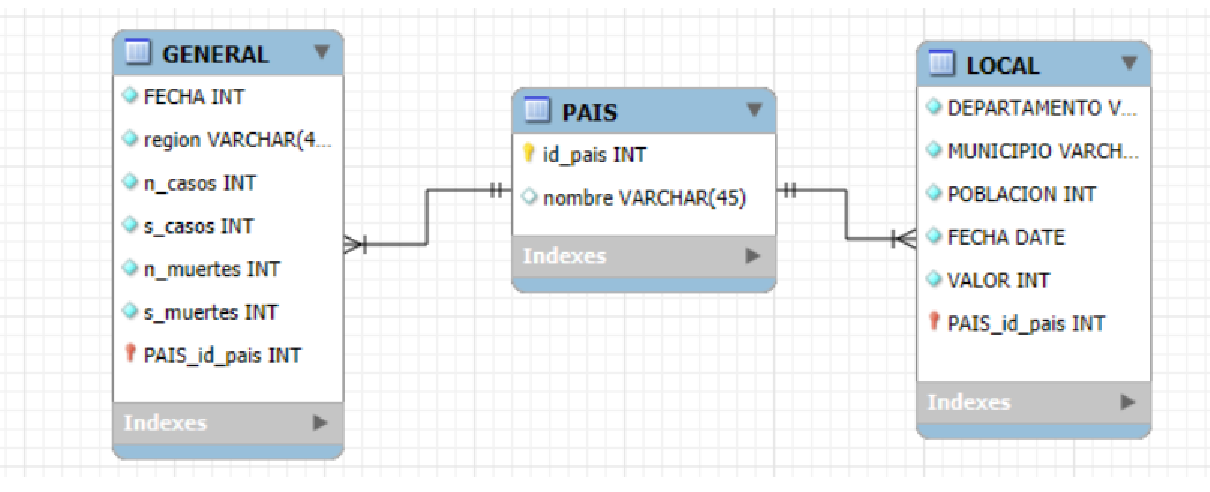 GENERAL
FECHA INT
region VARCHAR(4...
n_casos INT
s_casos INT
n_muertes INT
s_muertes INT
PAIS_id_pais INT
Indexes
PAIS
id_pais INT
nombre VARCHAR(45)
Indexes
LOCAL
DEPARTAMENTO V...
MUNICIPIO VARCH...
POBLACION INT
FECHA DATE
VALOR INT
PAIS_id_pais INT
Indexes